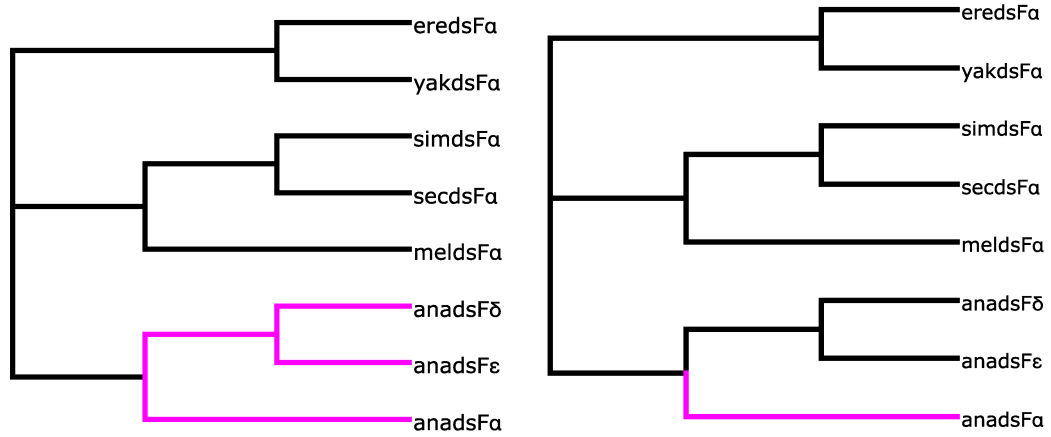 eredsFα
yakdsFα
simdsFα
secdsFα
meldsFα
anadsFδ
anadsFε
anadsFα
eredsFα
yakdsFα
simdsFα
secdsFα
meldsFα
anadsFδ
anadsFε
anadsFα